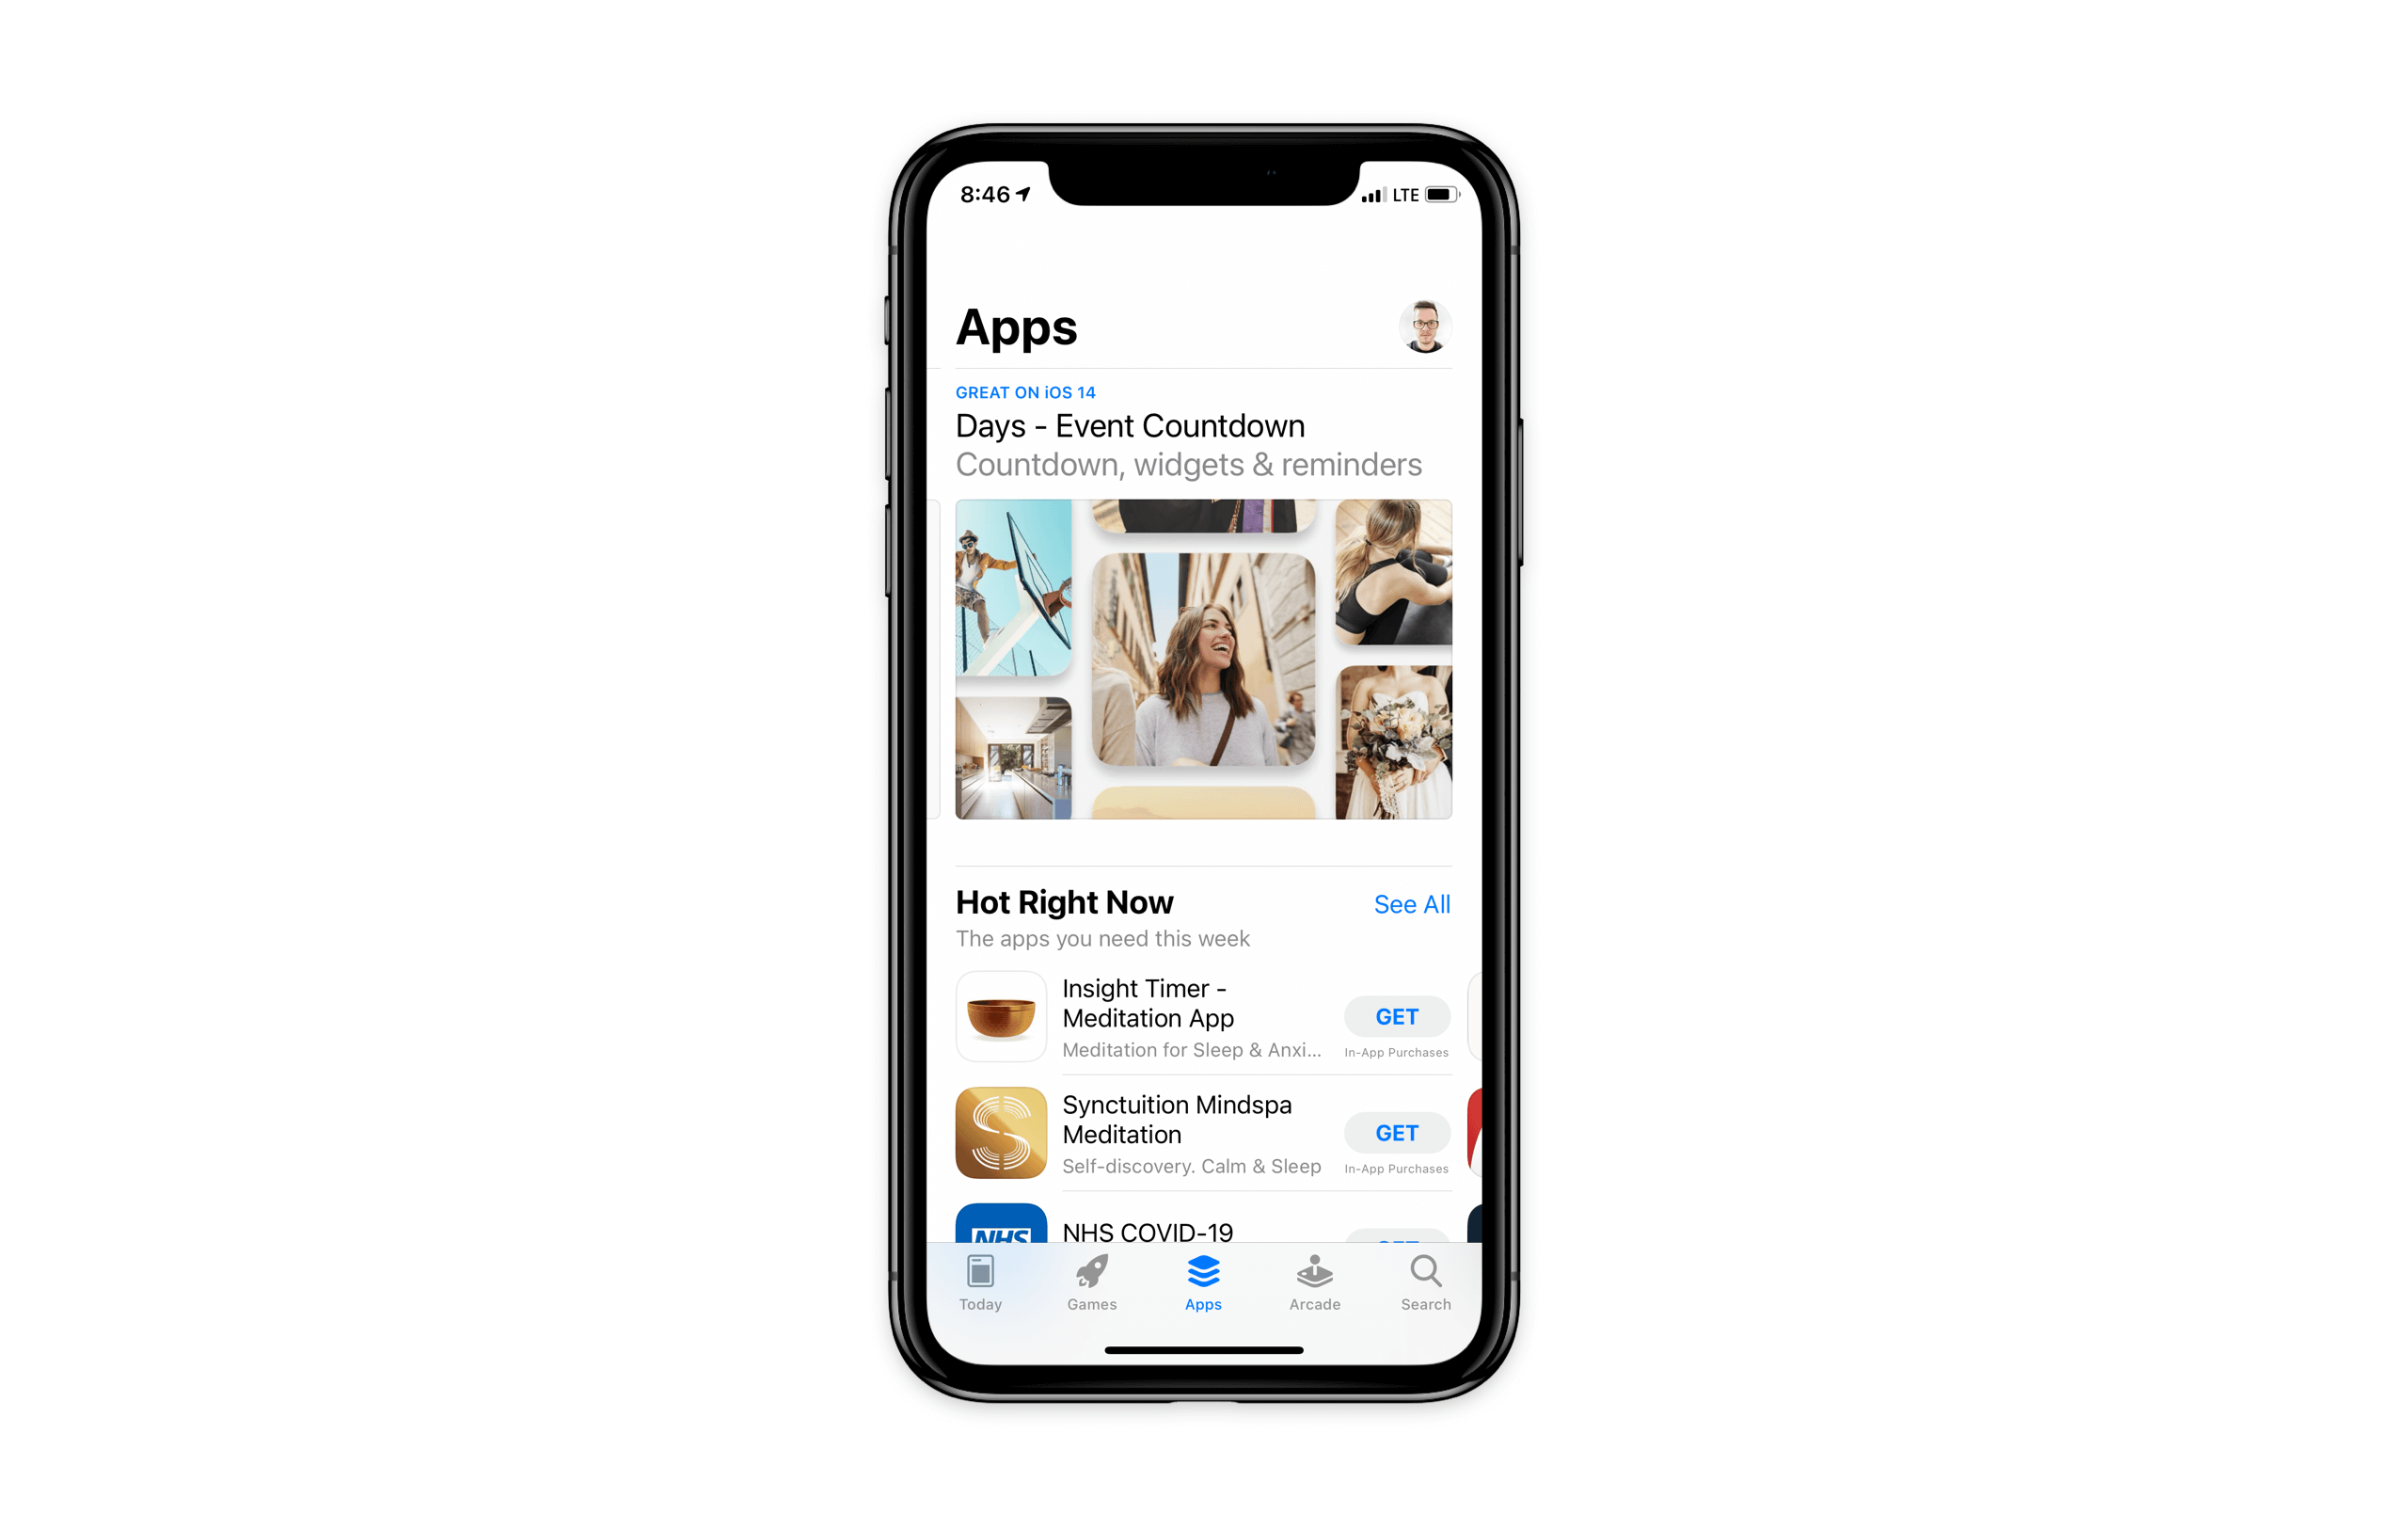 8:46
LTE
Apps
GREAT ON iOS 14
Days - Event Countdown
Countdown, widgets & reminders
Hot Right Now
See All
The apps you need this week
Insight Timer -
Meditation App
Meditation for Sleep & Anxi...
GET
In-App Purchases
Synctuition Mindspa
Meditation
Self-discovery. Calm & Sleep
GET
In-App Purchases
NHS
NHS COVID-19
GET
Today
Games
Apps
Arcade
Search